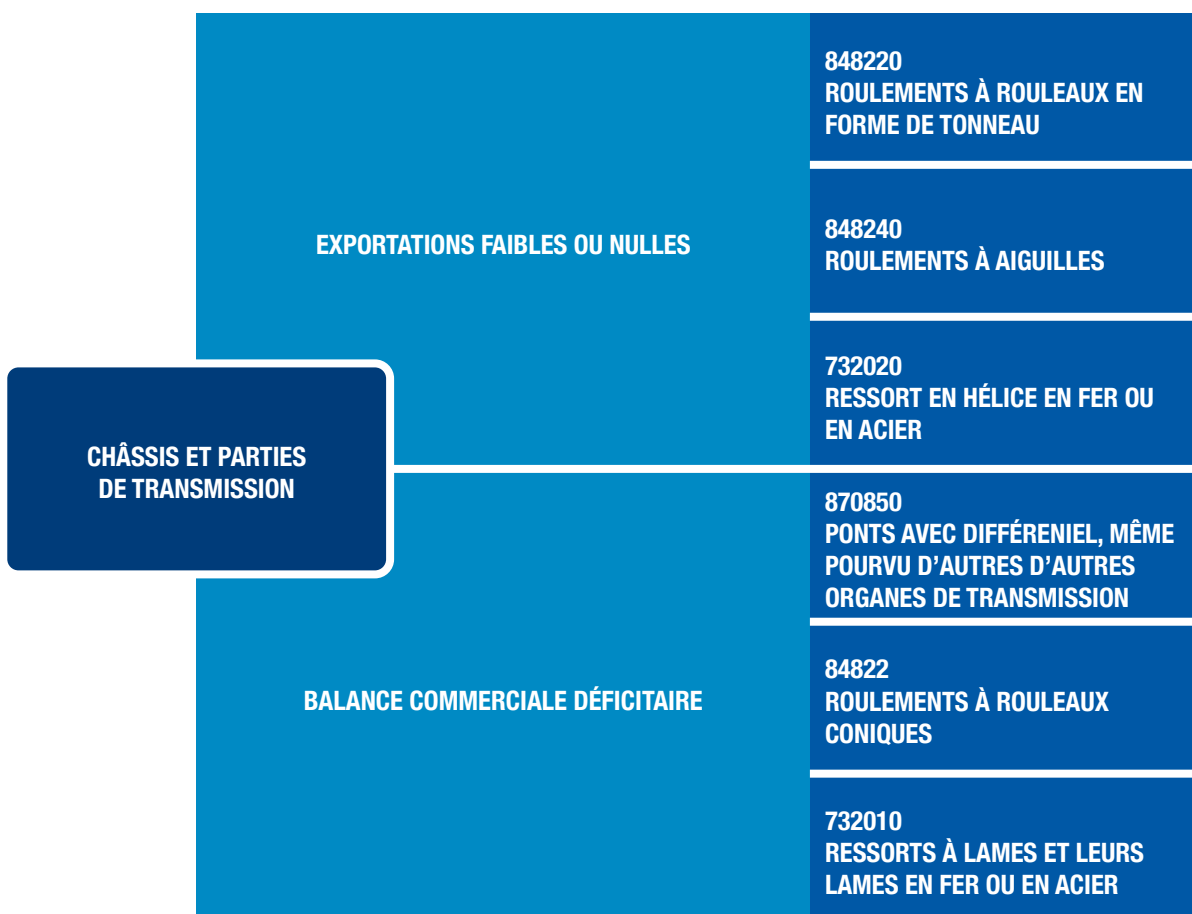 CHÂSSIS ET PARTIES
DE TRANSMISSION
EXPORTATIONS FAIBLES OU NULLES
848220
ROULEMENTS À ROULEAUX EN
FORME DE TONNEAU
848240
ROULEMENTS À AIGUILLES
732020
RESSORT EN HÉLICE EN FER OU
EN ACIER
BALANCE COMMERCIALE DÉFICITAIRE
870850
PONTS AVEC DIFFÉRENIEL, MÊME
POURVU D'AUTRES D'AUTRES
ORGANES DE TRANSMISSION
84822
ROULEMENTS À ROULEAUX
CONIQUES
732010
RESSORTS À LAMES ET LEURS
LAMES EN FER OU EN ACIER